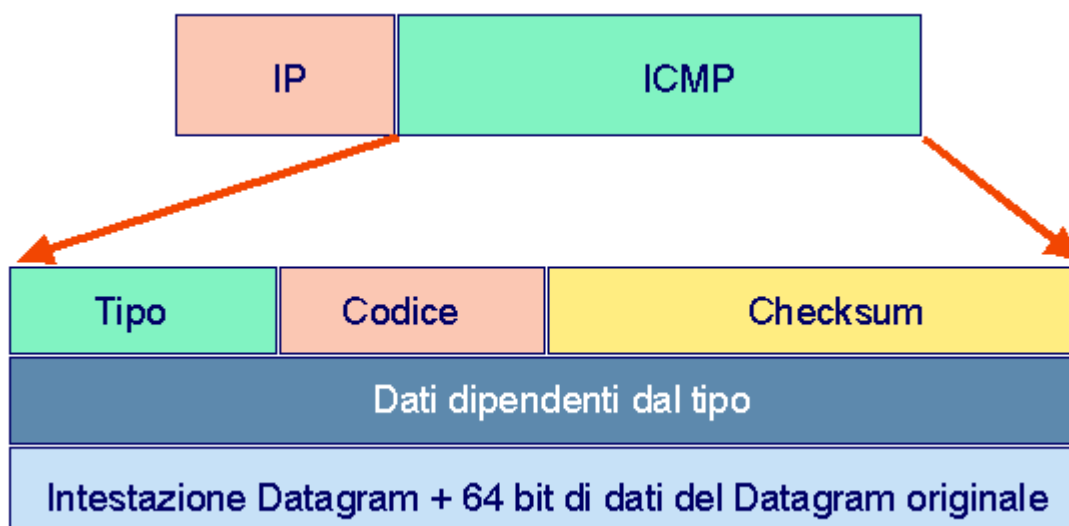 IP
ICMP
Tipo
Codice
Checksum
Dati dipendenti dal tipo
Intestazione Datagram + 64 bit di dati del Datagram originale